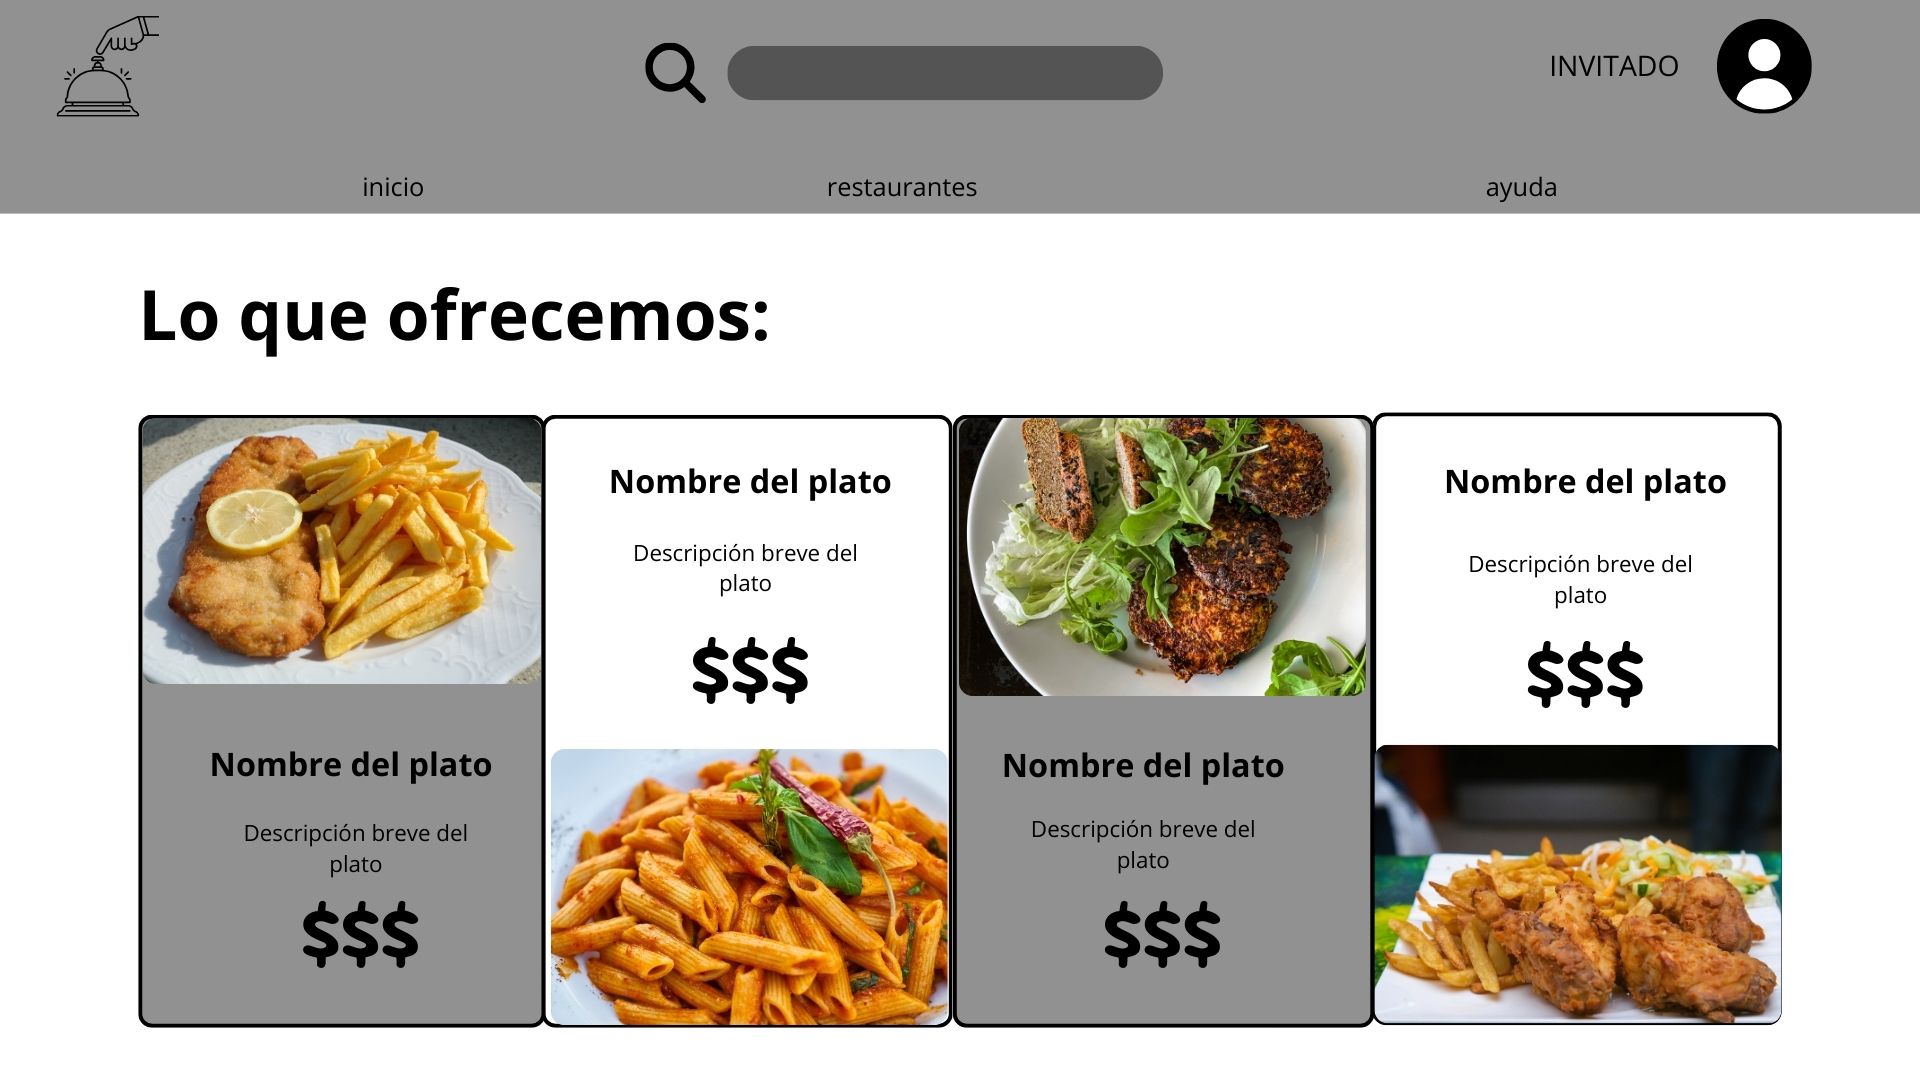 INVITADO
inicio
restaurantes
ayuda
Lo que ofrecemos:
Nombre del plato
Descripción breve del
plato
$$$
Nombre del plato
Descripción breve del
plato
$$$
Nombre del plato
Descripción breve del
plato
$$$
Nombre del plato
Descripción breve del
plato
$$$